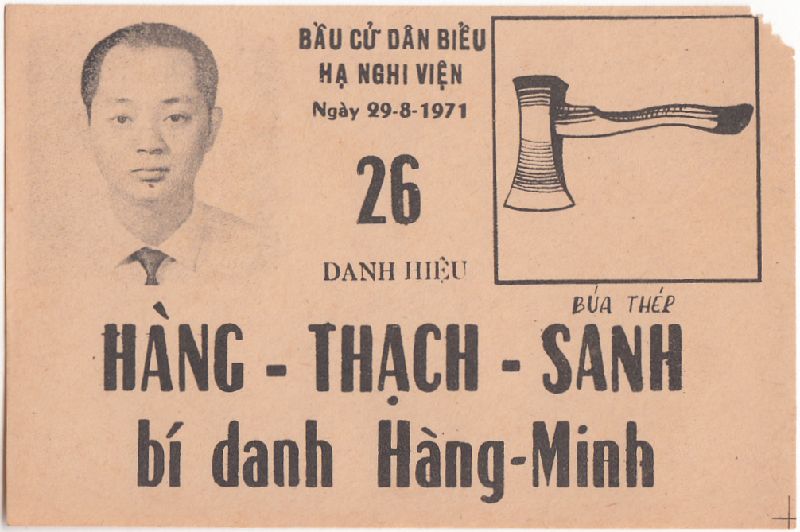 BẦU CỬ DÂN BIỂU
HẠ NGHI VIỆN
Ngày 29-8-1971
26
DANH HIỆU
BÚA THÉP
HÀNG - THẠCH - SANH
bí danh Hàng-Minh